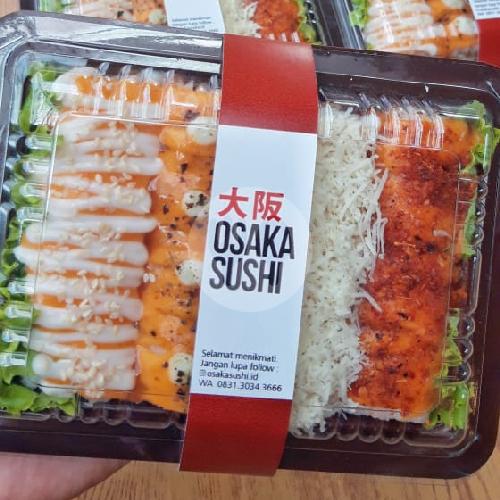 大阪
OSAKA
SUSHI
Selamat menikmati.
Jangan lupa follow :
@osakasushi.id
WA. 0831.3034.3666